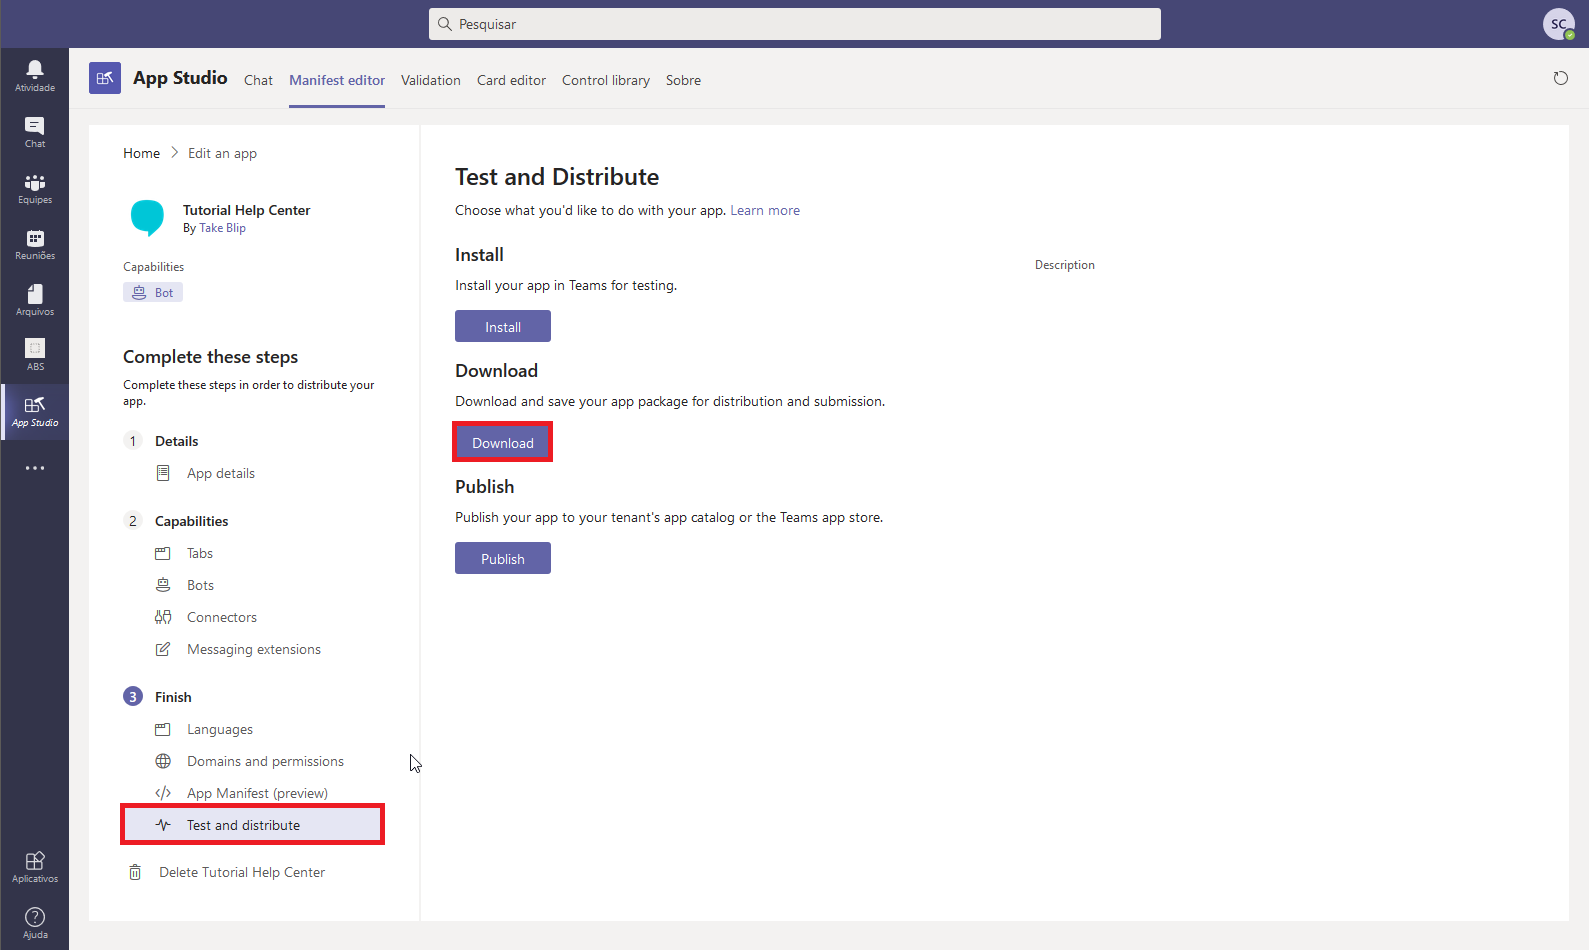 Pesquisar
SC
Atividade
Chat
Equipes
Reuniões
Arquivos
ABS
App Studio
Aplicativos
Ajuda
App Studio
Chat
Manifest editor
Validation
Card editor
Control library
Sobre
Home
Edit an app
Tutorial Help Center
By Take Blip
Capabilities
Bot
Complete these steps
Complete these steps in order to distribute your
app.
1 Details
App details
2 Capabilities
Tabs
Bots
Connectors
Messaging extensions
3 Finish
Languages
Domains and permissions
App Manifest (preview)
Test and distribute
Delete Tutorial Help Center
Test and Distribute
Choose what you'd like to do with your app. Learn more
Install
Description
Install your app in Teams for testing.
Install
Download
Download and save your app package for distribution and submission.
Download
Publish
Publish your app to your tenant's app catalog or the Teams app store.
Publish